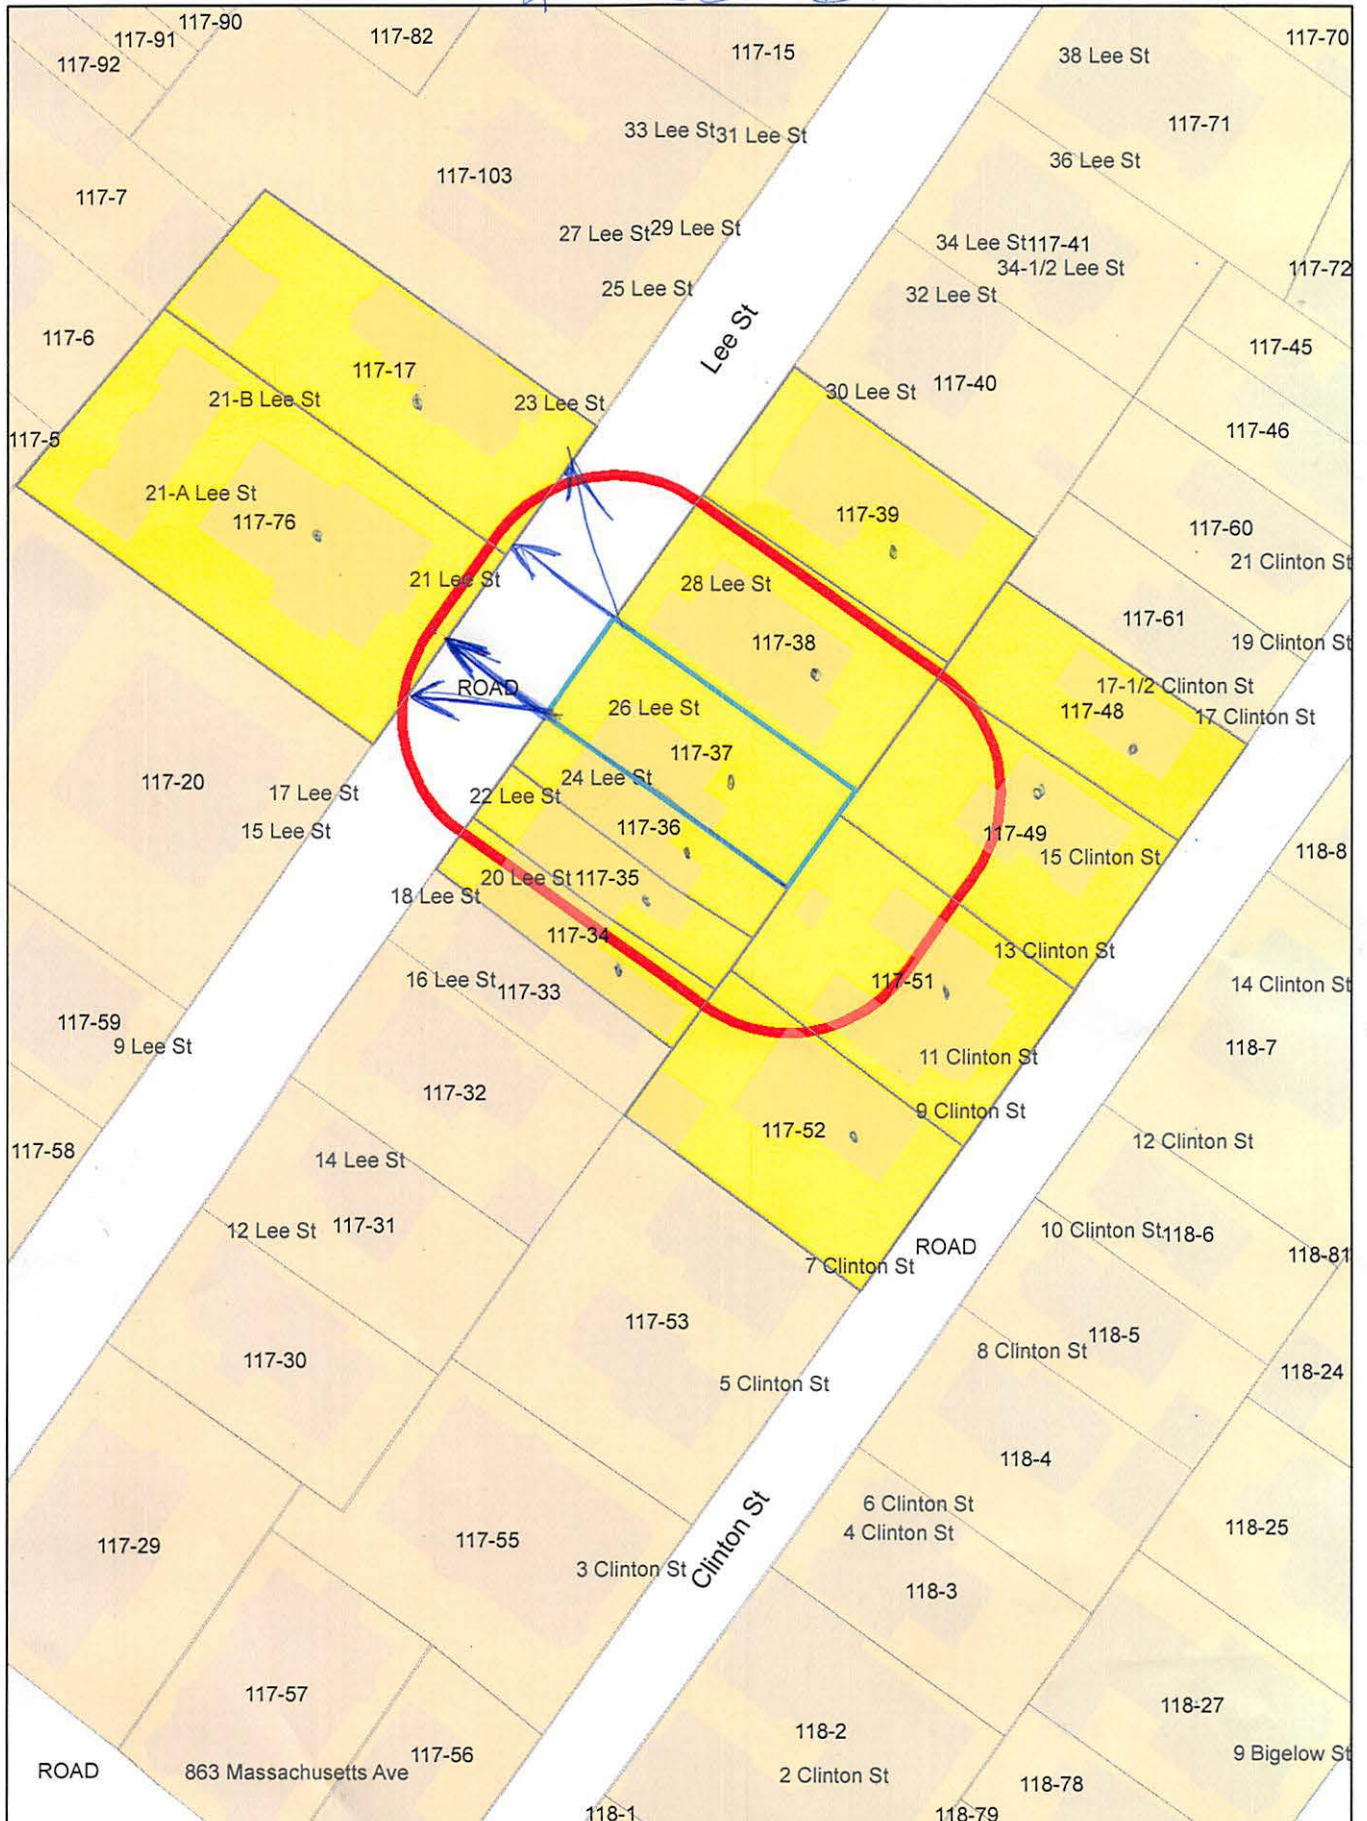 117-90
117-91
117-82
117-15
117-70
117-92
38 Lee St
117-71
33 Lee St 31 Lee St
36 Lee St
117-103
117-7
27 Lee St 29 Lee St
34 Lee St 117-41
34-1/2 Lee St
117-72
25 Lee St
32 Lee St
Lee St
117-6
117-45
117-17
30 Lee St
117-40
21-B Lee St
23 Lee St
117-5
117-46
21-A Lee St
117-76
117-39
117-60
21 Clinton St
21 Lee St
28 Lee St
117-61
117-38
19 Clinton St
ROAD
17-1/2 Clinton St
26 Lee St
117-48
17 Clinton St
117-37
117-20
24 Lee St
17 Lee St
22 Lee St
15 Lee St
117-36
117-49
15 Clinton St
118-8
20 Lee St 117-35
18 Lee St
117-34
13 Clinton St
16 Lee St
117-33
117-51
14 Clinton St
117-59
9 Lee St
11 Clinton St
118-7
117-32
9 Clinton St
117-52
12 Clinton St
117-58
14 Lee St
12 Lee St
117-31
10 Clinton St 118-6
ROAD
118-81
7 Clinton St
117-53
118-5
8 Clinton St
117-30
118-24
5 Clinton St
118-4
6 Clinton St
4 Clinton St
118-25
117-29
117-55
Clinton St
3 Clinton St
118-3
117-57
118-27
118-2
117-56
9 Bigelow St
ROAD
863 Massachusetts Ave
2 Clinton St
118-78
118-1
118-79